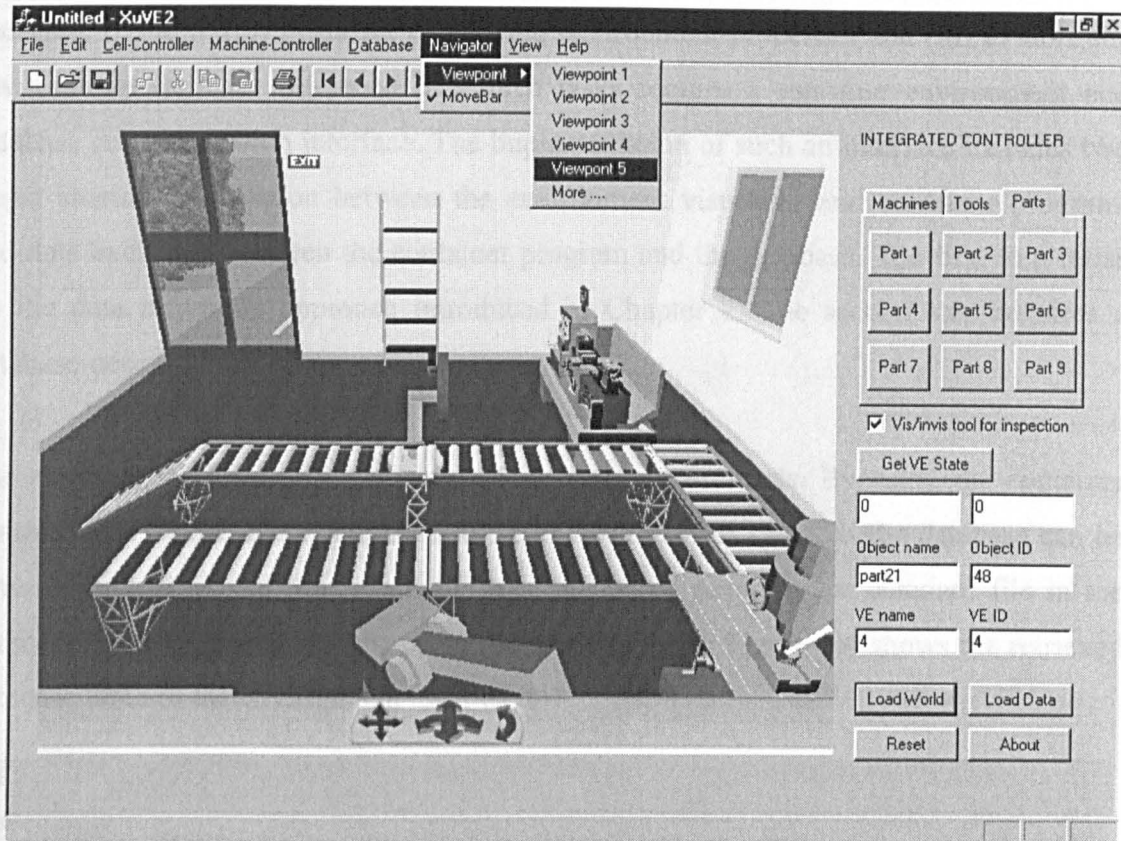 Untitled - XuVE2
File Edit Cell-Controller Machine-Controller Database Navigator View Help
Viewpoint
MoveBar
Viewpoint 1
Viewpoint 2
Viewpoint 3
Viewpoint 4
Viewpont 5
More ....
EXIT
INTEGRATED CONTROLLER
Machines Tools Parts
Part 1 Part 2 Part 3
Part 4 Part 5 Part 6
Part 7 Part 8 Part 9
Vis/invis tool for inspection
Get VE State
0 0
Object name Object ID
part21 48
VE name VE ID
4 4
Load World Load Data
Reset About